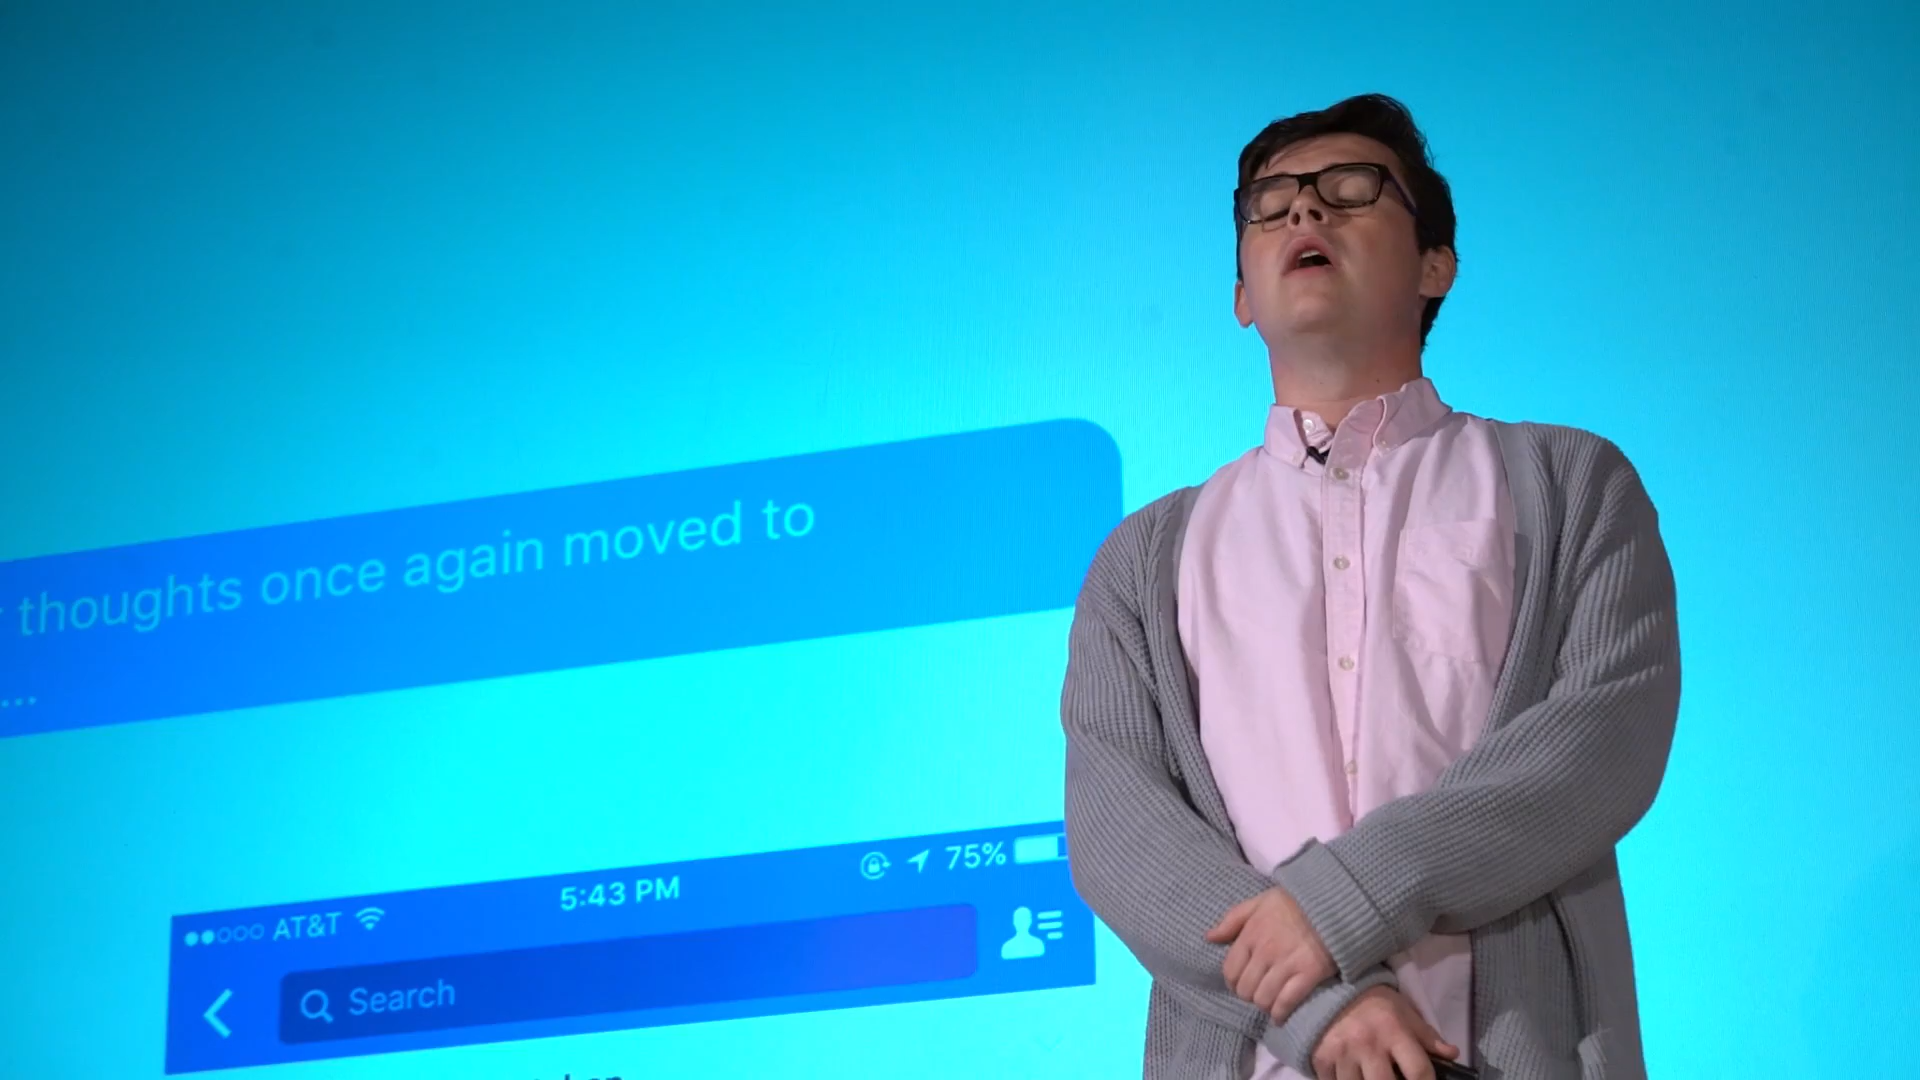 thoughts once again moved to
...
75%
5:43 PM
AT&T
Search